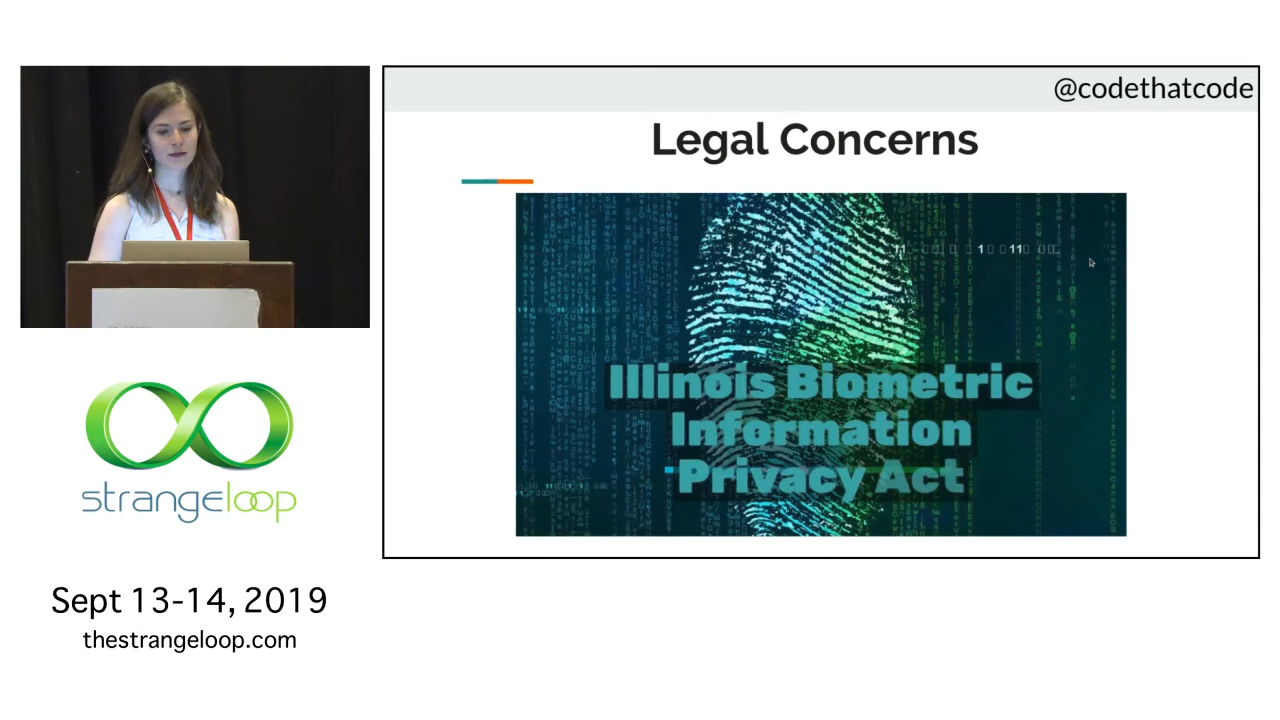 @codethatcode
Legal Concerns
Illinois Biometric
Information
Privacy Act
strangeloop
Sept 13-14, 2019
thestrangeloop.com